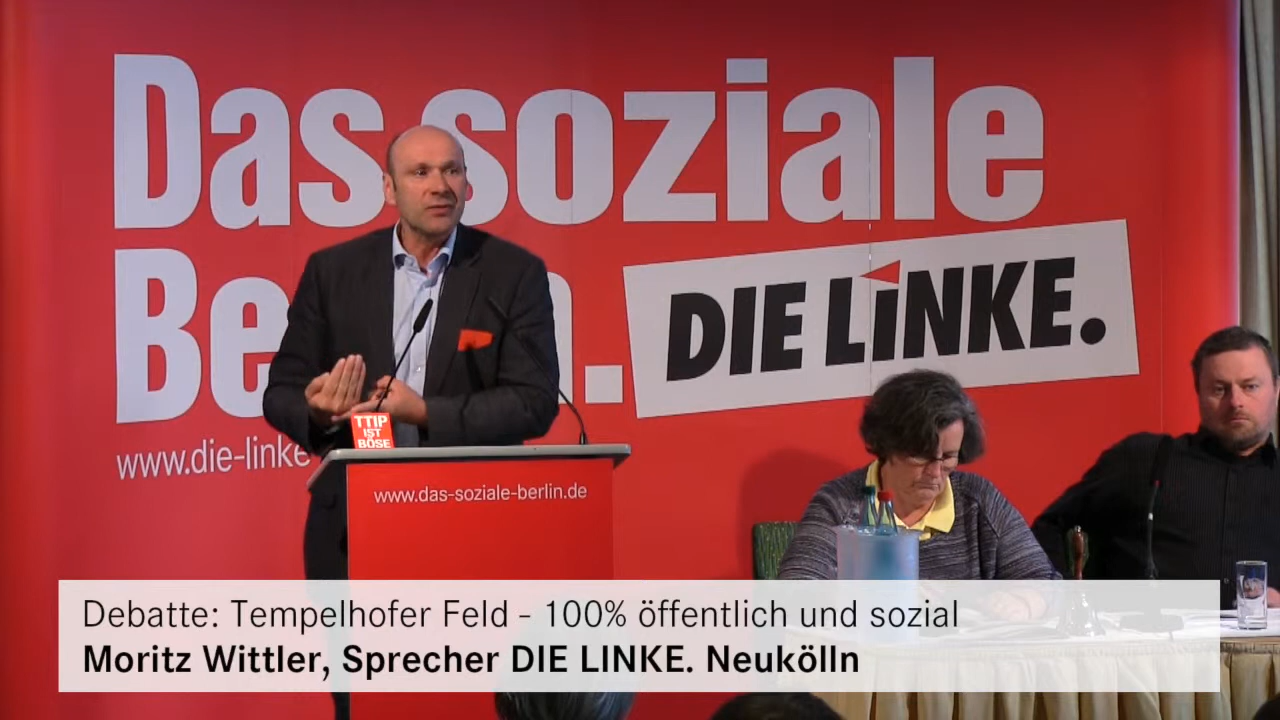 Das soziale
Be n.
DIE LINKE.
www.die-linke
TTIP
IST
BÖSE
www.das-soziale-berlin.de
Debatte: Tempelhofer Feld - 100% öffentlich und sozial
Moritz Wittler, Sprecher DIE LINKE. Neukölln